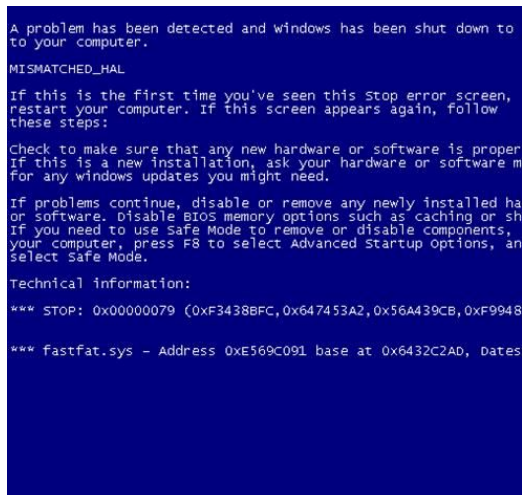 A problem has been detected and Windows has been shut down to
to your computer.
MISMATCHED_HAL
If this is the first time you've seen this Stop error screen,
restart your computer. If this screen appears again, follow
these steps:
Check to make sure that any new hardware or software is proper
If this is a new installation, ask your hardware or software m
for any windows updates you might need.
If problems continue, disable or remove any newly installed ha
or software. Disable BIOS memory options such as caching or sh
If you need to use Safe Mode to remove or disable components,
your computer, press F8 to select Advanced Startup Options, an
select Safe Mode.
Technical information:
*** STOP: 0x00000079 (0xF3438BFC,0x647453A2,0x56A439CB,0xF9948
*** fastfat.sys – Address 0xE569C091 base at 0x6432C2AD, Dates